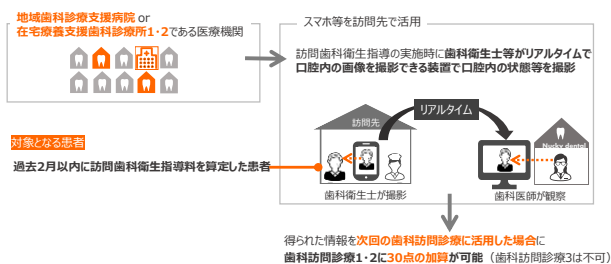 地域歯科診療支援病院 or
在宅療養支援歯科診療所1・2である医療機関
スマホ等を訪問先で活用
訪問歯科衛生指導の実施時に歯科衛生士等がリアルタイムで
口腔内の画像を撮影できる装置で口腔内の状態等を撮影
リアルタイム
訪問先
Nucky dental
対象となる患者
過去2月以内に訪問歯科衛生指導料を算定した患者
歯科衛生士が撮影
歯科医師が観察
得られた情報を次回の歯科訪問診療に活用した場合に
歯科訪問診療1・2に30点の加算が可能（歯科訪問診療3は不可）